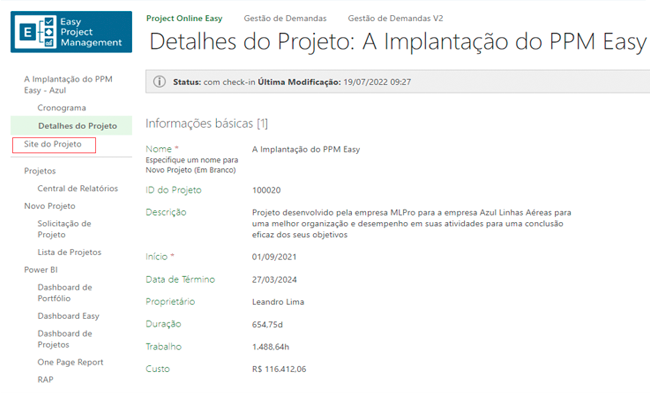 Easy
Project
Management
E
Project Online Easy Gestão de Demandas Gestão de Demandas V2
Detalhes do Projeto: A Implantação do PPM Easy
Status: com check-in Última Modificação: 19/07/2022 09:27
A Implantação do PPM
Easy - Azul
Cronograma
Detalhes do Projeto
Site do Projeto
Projetos
Central de Relatórios
Novo Projeto
Solicitação de
Projeto
Lista de Projetos
Power BI
Dashboard de
Portfólio
Dashboard Easy
Dashboard de
Projetos
One Page Report
RAP
Informações básicas [1]
Nome * A Implantação do PPM Easy
Especifique um nome para
Novo Projeto (Em Branco)
ID do Projeto 100020
Descrição Projeto desenvolvido pela empresa MLPro para a empresa Azul Linhas Aéreas para
uma melhor organização e desempenho em suas atividades para uma conclusão
eficaz dos seus objetivos
Início * 01/09/2021
Data de Término 27/03/2024
Proprietário Leandro Lima
Duração 654.75d
Trabalho 1.488.64h
Custo R$ 116.412.06